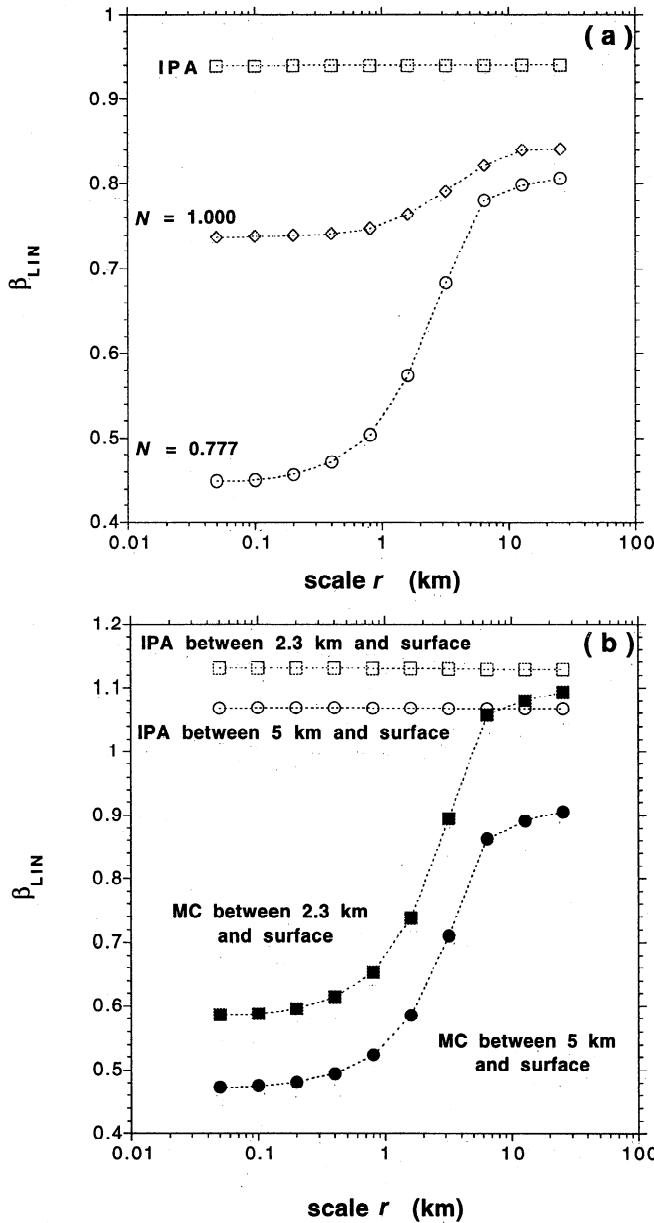 ( a )
1
IPA
0.9
0.8
N = 1.000
0.7
β LIN
0.6
0.5
N = 0.777
0.4
0.01 0.1 1 10 100
scale r (km)
1.2
IPA between 2.3 km and surface
( b )
1.1
IPA between 5 km and surface
1
0.9
β LIN
0.8
MC between 2.3 km
and surface
0.7
0.6
MC between 5 km
and surface
0.5
0.4
0.01 0.1 1 10 100
scale r (km)